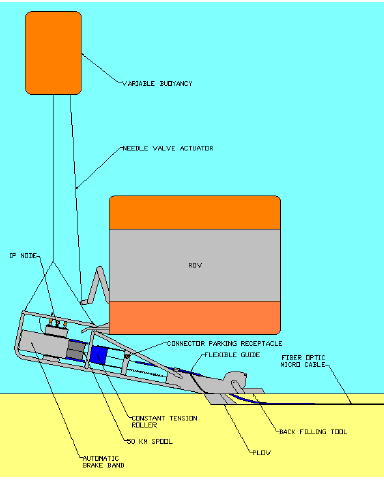 VARIABLE BUOYANCY
NEEDLE VALVE ACTUATOR
OP NODE
ROV
CONNECTOR PARKING RECEPTACLE
FLEXIBLE GUIDE
FIBER OPTIC
MICRO CABLE
CONSTANT TENSION
ROLLER
BACK FILLING TOOL
50 KM SPOOL
PLOW
AUTOMATIC
BRAKE BAND